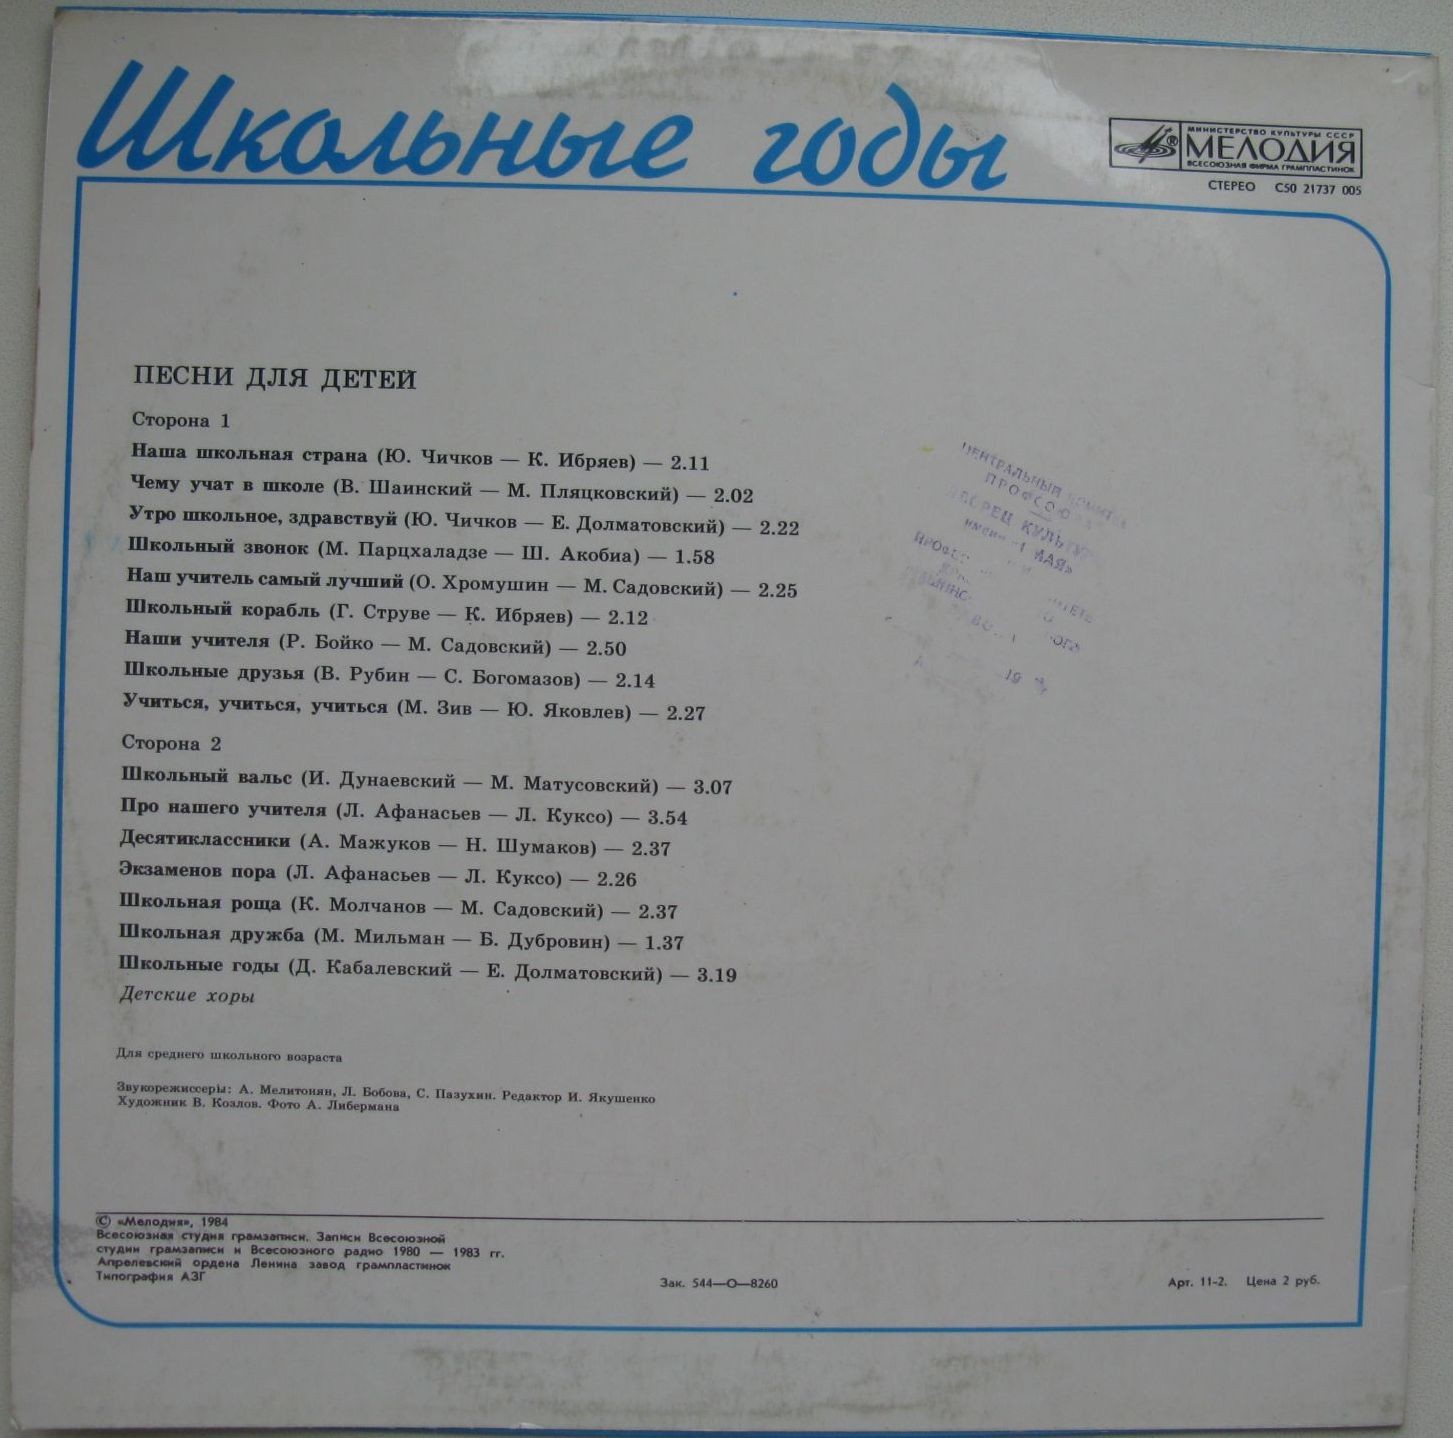 Школьные годы
МИНИСТЕРСТВО КУЛЬТУРЫ СССР
МЕЛОДИЯ
ВСЕСОЮЗНАЯ ФИРМА ГРАМПЛАСТИНОК
СТЕРЕО С50 21737 005
ПЕСНИ ДЛЯ ДЕТЕЙ
Сторона 1
Наша школьная страна (Ю. Чичков — К. Ибряев) — 2.11
Чему учат в школе (В. Шаинский — М. Пляцковский) — 2.02
Утро школьное, здравствуй (Ю. Чичков — Е. Долматовский) — 2.22
Школьный звонок (М. Парцхаладзе — Ш. Акобиа) — 1.58
Наш учитель самый лучший (О. Хромушин — М. Садовский) — 2.25
Школьный корабль (Г. Струве — К. Ибряев) — 2.12
Наши учителя (Р. Бойко — М. Садовский) — 2.50
Школьные друзья (В. Рубин — С. Богомазов) — 2.14
Учиться, учиться, учиться (М. Зив — Ю. Яковлев) — 2.27
Сторона 2
Школьный вальс (И. Дунаевский — М. Матусовский) — 3.07
Про нашего учителя (Л. Афанасьев — Л. Куксо) — 3.54
Десятиклассники (А. Мажуков — Н. Шумаков) — 2.37
Экзаменов пора (Л. Афанасьев — Л. Куксо) — 2.26
Школьная роща (К. Молчанов — М. Садовский) — 2.37
Школьная дружба (М. Мильман — Б. Дубровин) — 1.37
Школьные годы (Д. Кабалевский — Е. Долматовский) — 3.19
Детские хоры
Для среднего школьного возраста
Звукорежиссеры: А. Мелитонян, Л. Бобова, С. Пазухин. Редактор И. Якушенко
Художник В. Козлов. Фото А. Либермана
ЦЕНТРАЛЬНЫЙ
КУЛЬТУР
© «Мелодия», 1984
Всесоюзная студия грамзаписи. Записи Всесоюзной
студии грамзаписи и Всесоюзного радио 1980 — 1983 гг.
Апрелевский ордена Ленина завод грампластинок
Типография АЗГ
Зак. 544—О—8260
Арт. 11-2. Цена 2 руб.